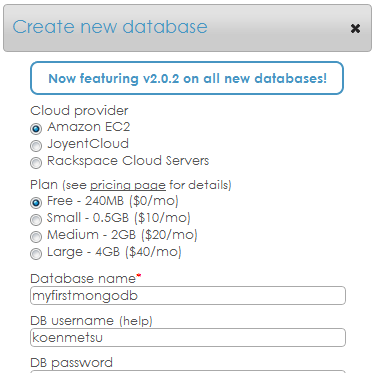 Create new database
Now featuring v2.0.2 on all new databases!
Cloud provider
Amazon EC2
JoyentCloud
Rackspace Cloud Servers
Plan (see pricing page for details)
Free - 240MB ($0/mo)
Small - 0.5GB ($10/mo)
Medium - 2GB ($20/mo)
Large - 4GB ($40/mo)
Database name*
myfirstmongodb
DB username (help)
koenmetsu
DB password